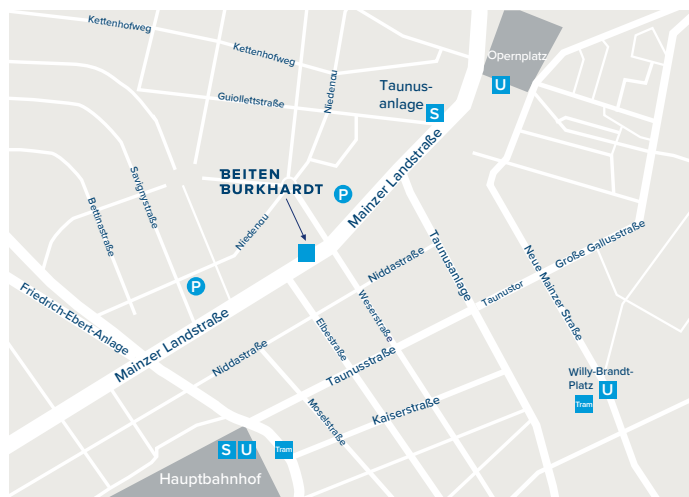 Kettenhofweg
Kettenhofweg
Opernplatz
U
Niedenau
Guiollettstraße
Taunus-
anlage
S
Mainzer Landstraße
BEITEN
BURKHARDT
P
Savignystraße
Bettinastraße
Niedenau
Taunusanlage
Niddastraße
Große Gallusstraße
Neue Mainzer Straße
Taunustor
P
Friedrich-Ebert-Anlage
Mainzer Landstraße
Weserstraße
Elbestraße
Niddastraße
Taunusstraße
Willy-Brandt-
Platz
U
Tram
Moselstraße
Kaiserstraße
S U
Tram
Hauptbahnhof